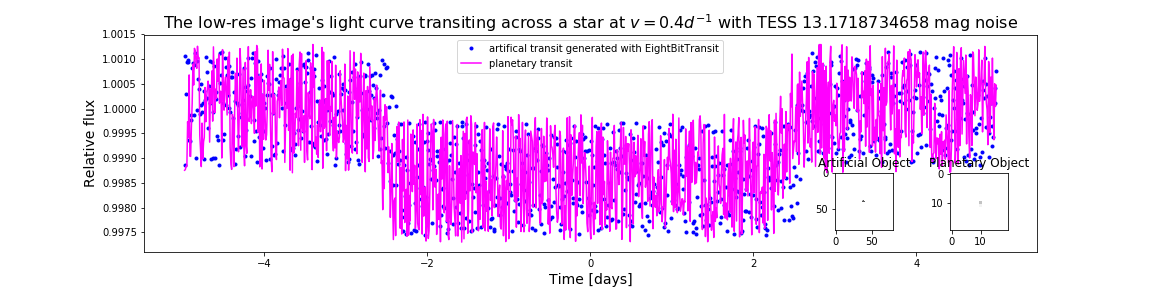 The low-res image's light curve transiting across a star at v = 0.4d⁻¹ with TESS 13.1718734658 mag noise
artifical transit generated with EightBitTransit
planetary transit
Relative flux
1.0015
1.0010
1.0005
1.0000
0.9995
0.9990
0.9985
0.9980
0.9975
Artificial Object
0
50
0 50
Planetary Object
0
10
0 10
−4 −2 0 2 4
Time [days]